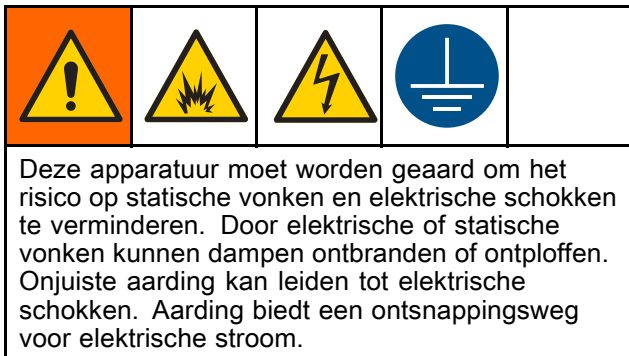 Deze apparatuur moet worden geaard om het
risico op statische vonken en elektrische schokken
te verminderen. Door elektrische of statische
vonken kunnen dampen ontbranden of ontploffen.
Onjuiste aarding kan leiden tot elektrische
schokken. Aarding biedt een ontsnappingsweg
voor elektrische stroom.